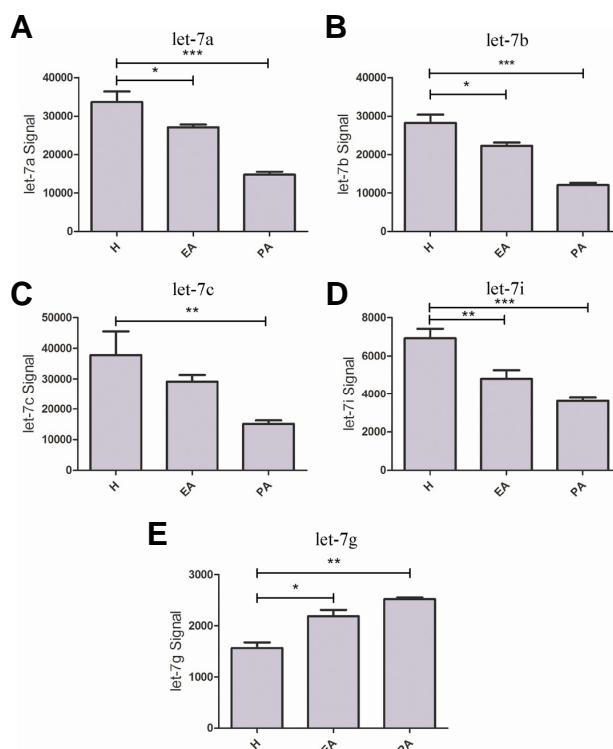 A
let-7a
***
*
let-7a Signal
40000
30000
20000
10000
0
H
EA
PA
B
let-7b
***
*
let-7b Signal
40000
30000
20000
10000
0
H
EA
PA
C
let-7c
**
let-7c Signal
50000
40000
30000
20000
10000
0
H
EA
PA
D
let-7i
***
**
let-7i Signal
8000
6000
4000
2000
0
H
EA
PA
E
let-7g
**
*
let-7g Signal
3000
2000
1000
0
H
EA
PA